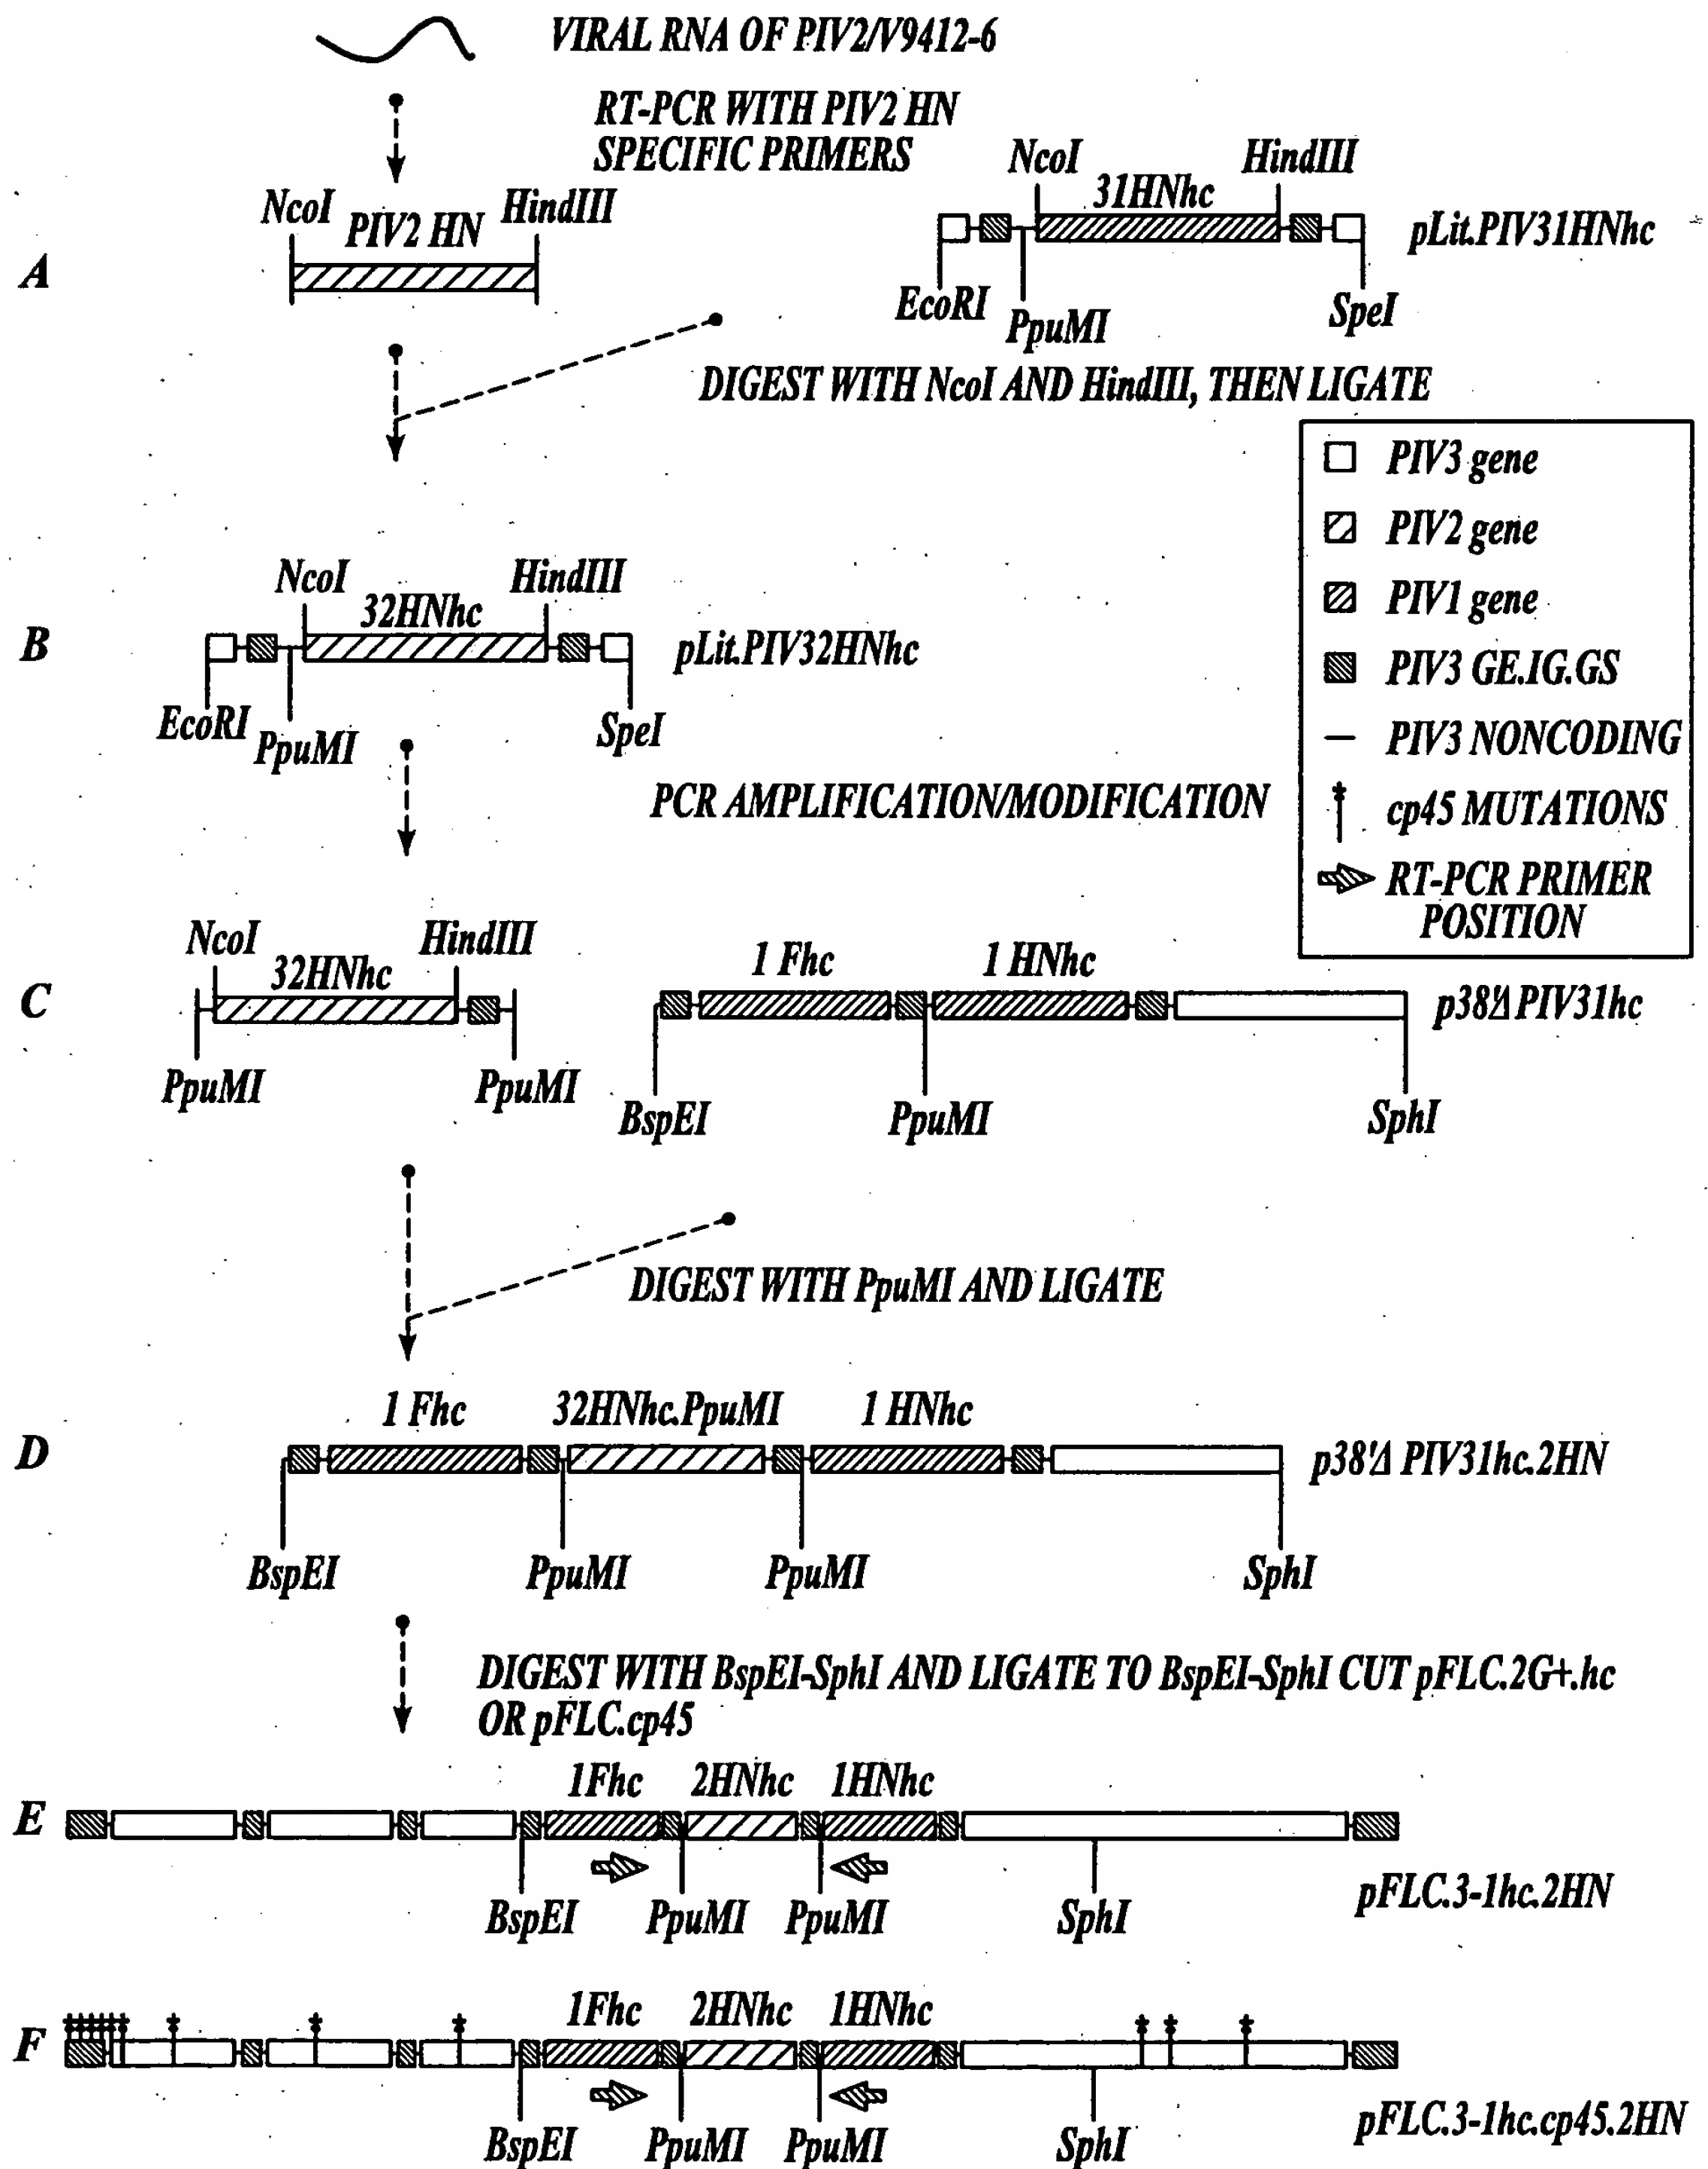 VIRAL RNA OF PIV2/V9412-6
RT-PCR WITH PIV2 HN
SPECIFIC PRIMERS
NcoI
PIV2 HN
HindIII
NcoI
31HNhc
HindIII
pLit.PIV31HNhc
A
EcoRI
PpuMI
SpeI
DIGEST WITH NcoI AND HindIII, THEN LIGATE
PIV3 gene
PIV2 gene
PIV1 gene
PIV3 GE.IG.GS
PIV3 NONCODING
cp45 MUTATIONS
RT-PCR PRIMER
POSITION
NcoI
32HNhc
HindIII
B
pLit.PIV32HNhc
EcoRI
PpuMI
SpeI
PCR AMPLIFICATION/MODIFICATION
NcoI
32HNhc
HindIII
1 Fhc
1 HNhc
C
p38'Δ PIV31hc
PpuMI
PpuMI
BspEI
PpuMI
SphI
DIGEST WITH PpuMI AND LIGATE
1 Fhc
32HNhc.PpuMI
1 HNhc
D
p38'Δ PIV31hc.2HN
BspEI
PpuMI
PpuMI
SphI
DIGEST WITH BspEI-SphI AND LIGATE TO BspEI-SphI CUT pFLC.2G+.hc
OR pFLC.cp45
1Fhc
2HNhc
1HNhc
E
BspEI
PpuMI
PpuMI
SphI
pFLC.3-1hc.2HN
1Fhc
2HNhc
1HNhc
F
BspEI
PpuMI
PpuMI
SphI
pFLC.3-1hc.cp45.2HN